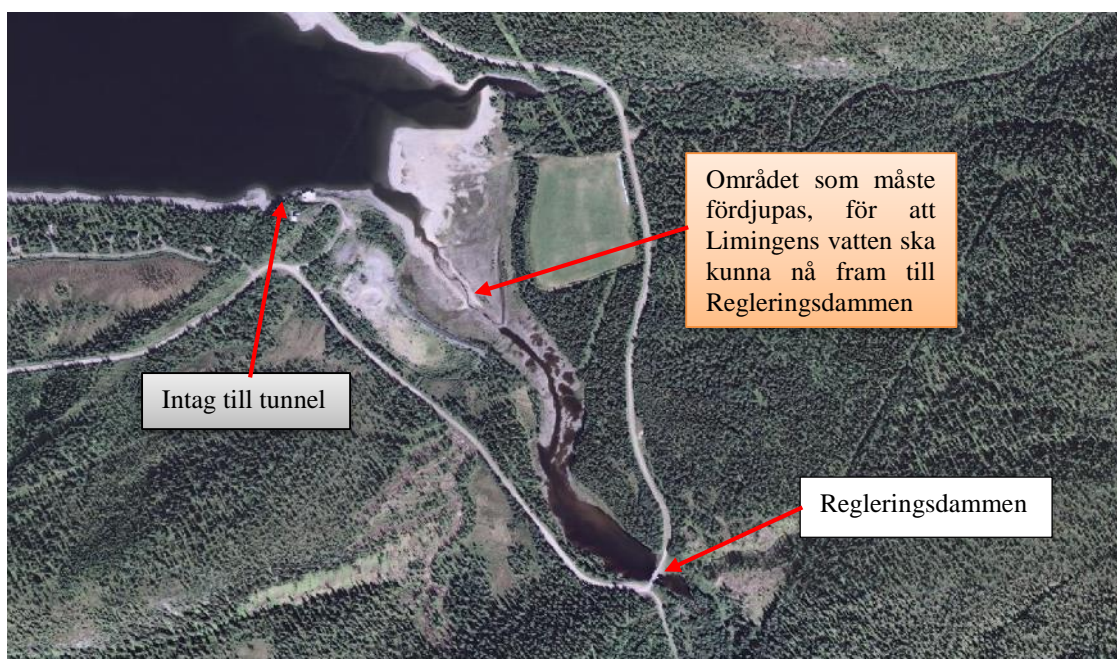 Området som måste
fördjupas, för att
Limingens vatten ska
kunna nå fram till
Regleringsdammen
Intag till tunnel
Regleringsdammen